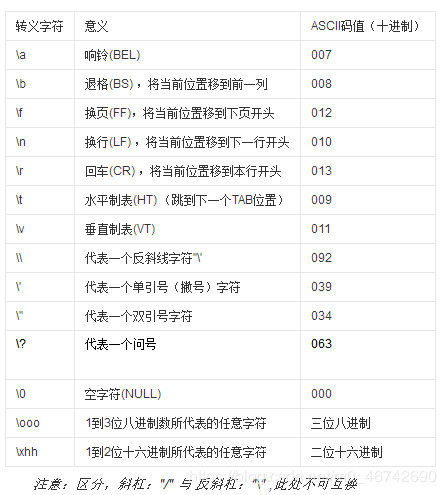 转义字符 意义 ASCII码值（十进制）
\a 响铃(BEL) 007
\b 退格(BS) ，将当前位置移到前一列 008
\f 换页(FF)，将当前位置移到下页开头 012
\n 换行(LF) ，将当前位置移到下一行开头 010
\r 回车(CR) ，将当前位置移到本行开头 013
\t 水平制表(HT) （跳到下一个TAB位置） 009
\v 垂直制表(VT) 011
\\ 代表一个反斜线字符''\' 092
\' 代表一个单引号（撇号）字符 039
\" 代表一个双引号字符 034
\? 代表一个问号 063
\0 空字符(NULL) 000
\ooo 1到3位八进制数所代表的任意字符 三位八进制
\xhh 1到2位十六进制所代表的任意字符 二位十六进制
注意：区分，斜杠："/" 与 反斜杠："\" ,此处不可互换